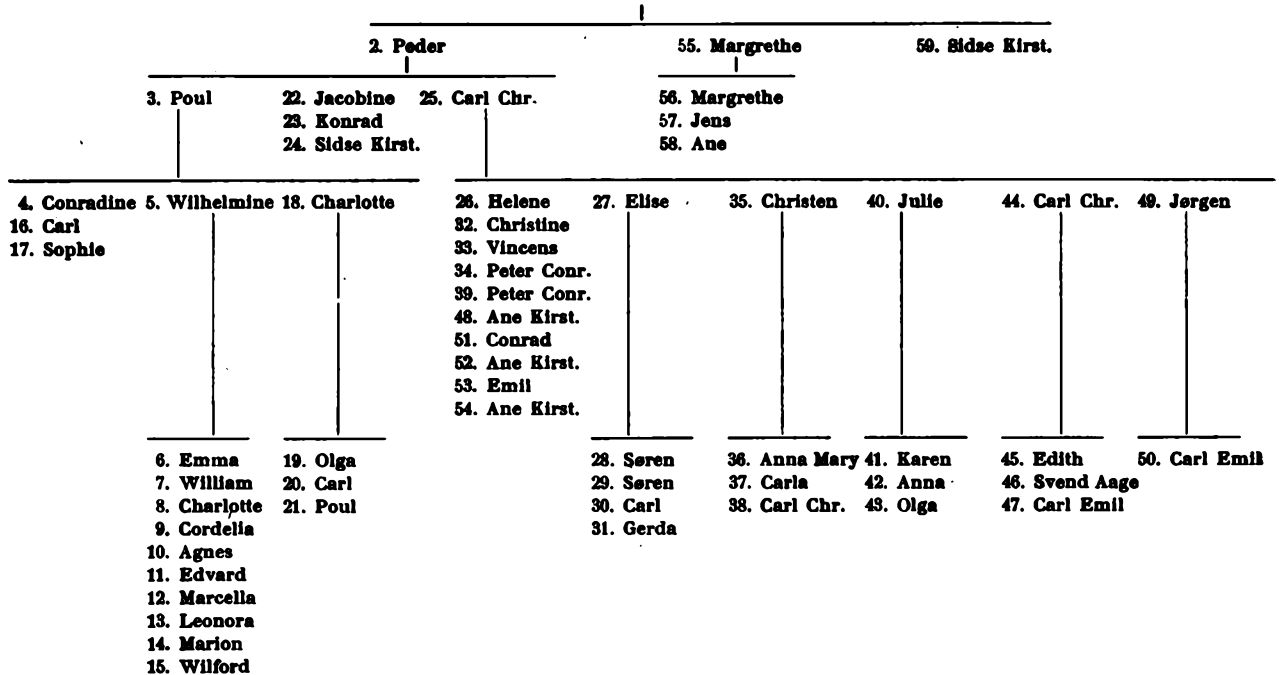 2. Peder 55. Margrethe 59. Sidse Kirst.
3. Poul 22. Jacobine 25. Carl Chr. 56. Margrethe
23. Konrad 57. Jens
24. Sidse Kirst. 58. Ane
4. Conradine 5. Wilhelmine 18. Charlotte 26. Helene 27. Elise 35. Christen 40. Julie 44. Carl Chr. 49. Jørgen
16. Carl 32. Christine
17. Sophie 33. Vincens
34. Peter Conr.
39. Peter Conr.
48. Ane Kirst.
51. Conrad
52. Ane Kirst.
53. Emil
54. Ane Kirst.
6. Emma 19. Olga 28. Søren 36. Anna Mary 41. Karen 45. Edith 50. Carl Emil
7. William 20. Carl 29. Søren 37. Carla 42. Anna 46. Svend Aage
8. Charlotte 21. Poul 30. Carl 38. Carl Chr. 43. Olga 47. Carl Emil
9. Cordelia 31. Gerda
10. Agnes
11. Edvard
12. Marcella
13. Leonora
14. Marion
15. Wilford